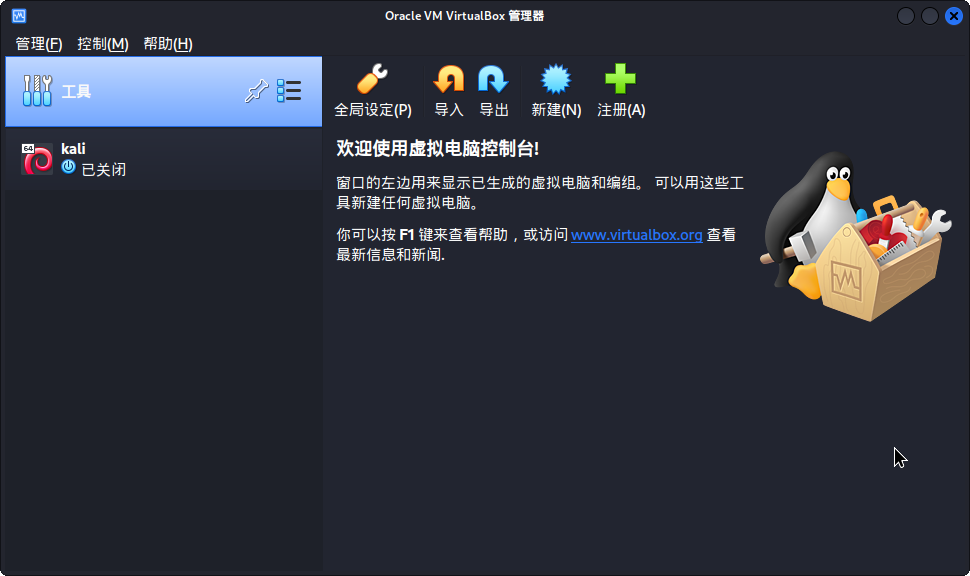 Oracle VM VirtualBox 管理器
管理(F) 控制(M) 帮助(H)
工具
全局设定(P) 导入 导出 新建(N) 注册(A)
64
kali
已关闭
欢迎使用虚拟电脑控制台!
窗口的左边用来显示已生成的虚拟电脑和编组。 可以用这些工
具新建任何虚拟电脑。
你可以按 F1 键来查看帮助，或访问 www.virtualbox.org 查看
最新信息和新闻.